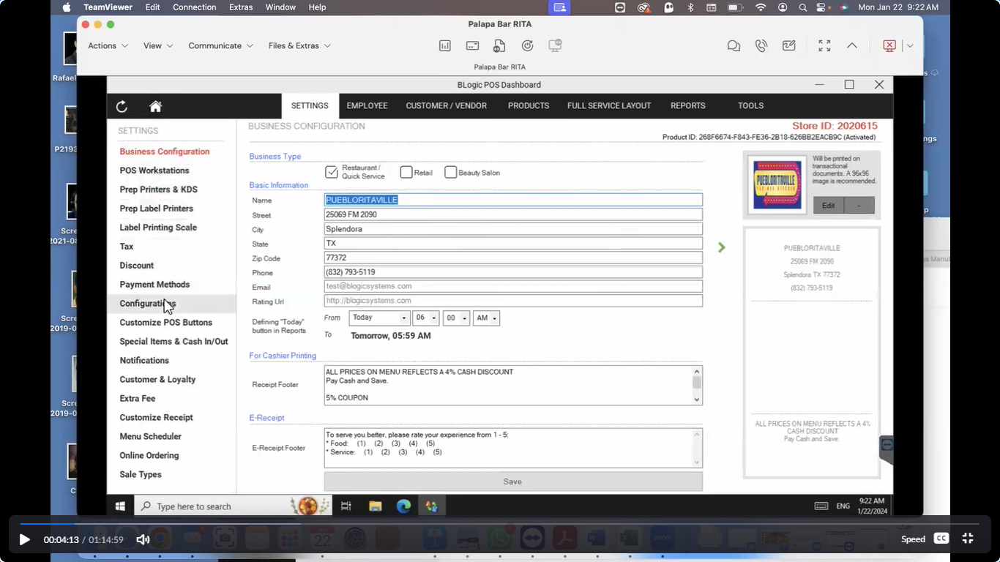 TeamViewer Edit Connection Extras Window Help
Mon Jan 22 9:22 AM
Palapa Bar RITA
Actions View Communicate Files & Extras
Palapa Bar RITA
BLogic POS Dashboard
SETTINGS EMPLOYEE CUSTOMER / VENDOR PRODUCTS FULL SERVICE LAYOUT REPORTS TOOLS
SETTINGS
Business Configuration
POS Workstations
Prep Printers & KDS
Prep Label Printers
Label Printing Scale
Tax
Discount
Payment Methods
Configurations
Customize POS Buttons
Special Items & Cash In/Out
Notifications
Customer & Loyalty
Extra Fee
Customize Receipt
Menu Scheduler
Online Ordering
Sale Types
BUSINESS CONFIGURATION
Store ID: 2020615
Product ID: 268F6674-F843-FE36-2B18-626BB2EACB9C (Activated)
Business Type
Restaurant /
Quick Service
Retail
Beauty Salon
Basic Information
Name PUEBLORITAVILLE
Street 25069 FM 2090
City Splendora
State TX
Zip Code 77372
Phone (832) 793-5119
Email test@blogicsystems.com
Rating Url http://blogicsystems.com
Defining "Today"
button in Reports
From Today 06 00 AM
To Tomorrow, 05:59 AM
For Cashier Printing
Receipt Footer
ALL PRICES ON MENU REFLECTS A 4% CASH DISCOUNT
Pay Cash and Save.
5% COUPON
E-Receipt
E-Receipt Footer
To serve you better, please rate your experience from 1 - 5:
* Food: (1) (2) (3) (4) (5)
* Service: (1) (2) (3) (4) (5)
Save
PUEBLORITAVILLE
Will be printed on
transactional
documents. A 96x96
image is recommended.
Edit -
PUEBLORITAVILLE
25069 FM 2090
Splendora TX 77372
(832) 793-5119
ALL PRICES ON MENU REFLECTS A 4%
CASH DISCOUNT
Pay Cash and Save.
Rafael
P2193
Scre
2021-08
Scre
2019-0
Scre
2019-0
C
Type here to search
ENG
9:22 AM
1/22/2024
00:04:13 / 01:14:59
Speed CC